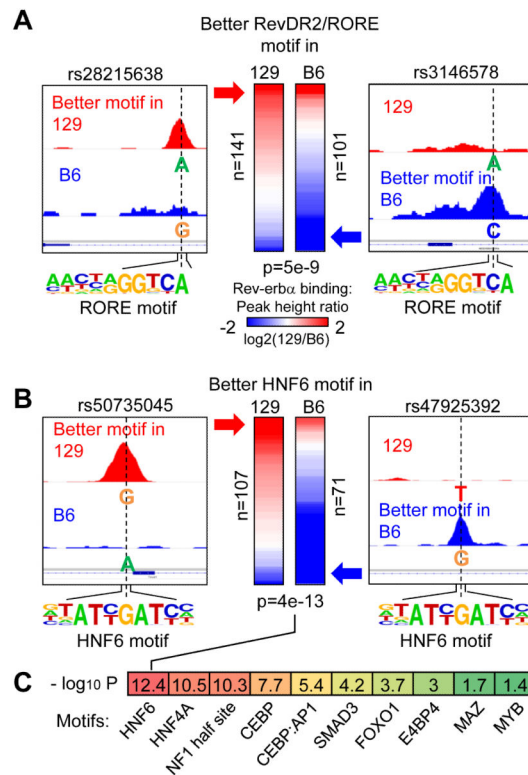 A
Better RevDR2/RORE
motif in
rs28215638
129
B6
rs3146578
Better motif in
129
A
B6
G
n=141
n=101
129
A
Better motif in
B6
C
AGGTCA
RORE motif
p=5e-9
Rev-erbα binding:
Peak height ratio
-2
2
log2(129/B6)
GGTCA
RORE motif
B
Better HNF6 motif in
rs50735045
129
B6
rs47925392
Better motif in
129
G
B6
A
n=107
n=71
129
T
Better motif in
B6
G
ATTGATC
HNF6 motif
p=4e-13
ATTGATC
HNF6 motif
C
- log10 P
12.4 10.5 10.3 7.7 5.4 4.2 3.7 3 1.7 1.4
Motifs:
HNF6
HNF4A
NF1 half site
CEBP
CEBP:AP1
SMAD3
FOXO1
E4BP4
MAZ
MYB